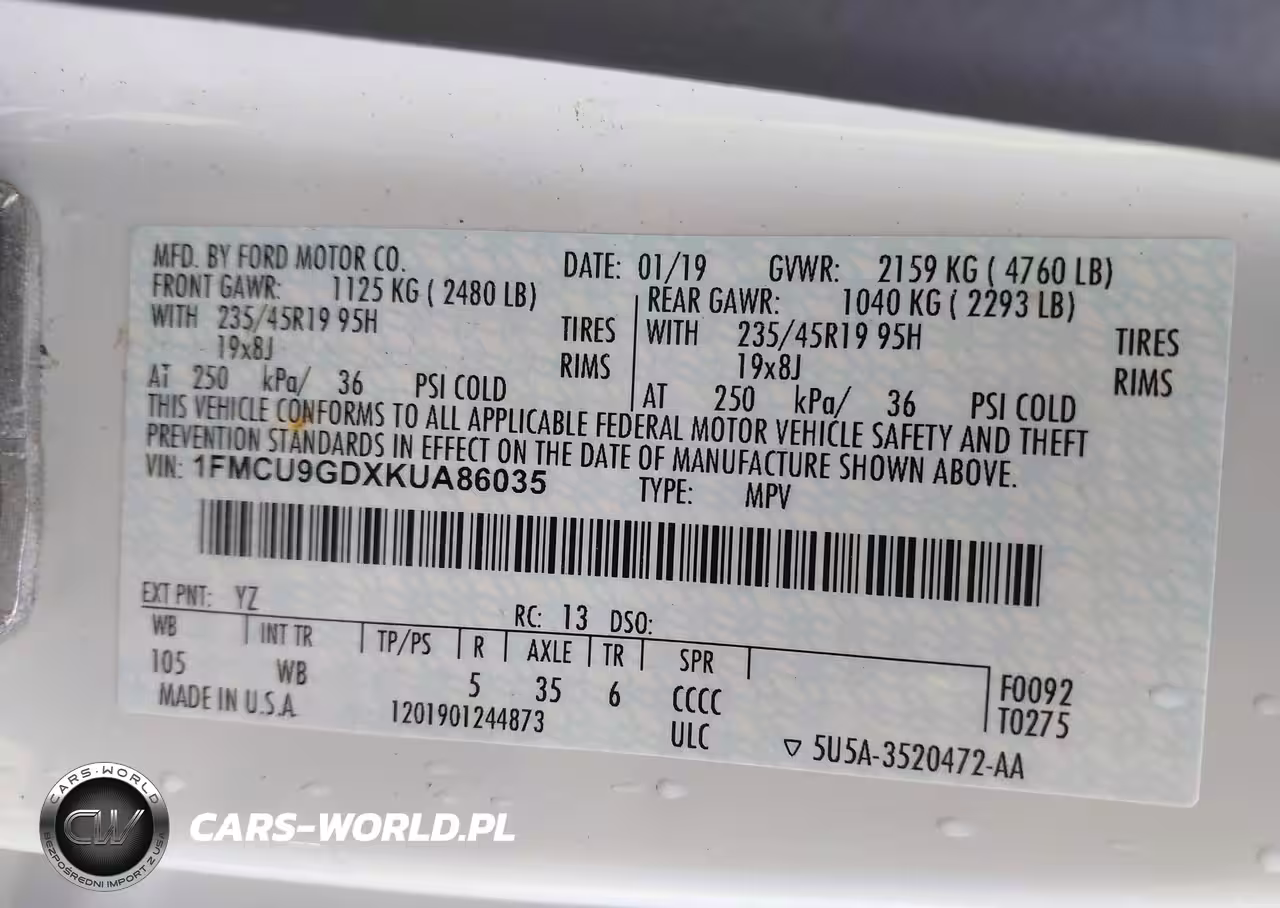 MFD. BY FORD MOTOR CO. DATE: 01/19 GVWR: 2159 KG ( 4760 LB)
FRONT GAWR: 1125 KG ( 2480 LB) REAR GAWR: 1040 KG ( 2293 LB)
WITH 235/45R19 95H TIRES WITH 235/45R19 95H TIRES
19x8J RIMS 19x8J RIMS
AT 250 kPa/ 36 PSI COLD AT 250 kPa/ 36 PSI COLD
THIS VEHICLE CONFORMS TO ALL APPLICABLE FEDERAL MOTOR VEHICLE SAFETY AND THEFT
PREVENTION STANDARDS IN EFFECT ON THE DATE OF MANUFACTURE SHOWN ABOVE.
VIN: 1FMCU9GDXKUA86035 TYPE: MPV
EXT PNT: YZ RC: 13 DSO:
WB INT TR TP/PS R AXLE TR SPR
105 WB 5 35 6 CCCC F0092
MADE IN U.S.A. 1201901244873 ULC T0275
▽ 5U5A-3520472-AA
CARS-WORLD
CW
BEZPOŚREDNI IMPORT Z USA
CARS-WORLD.PL